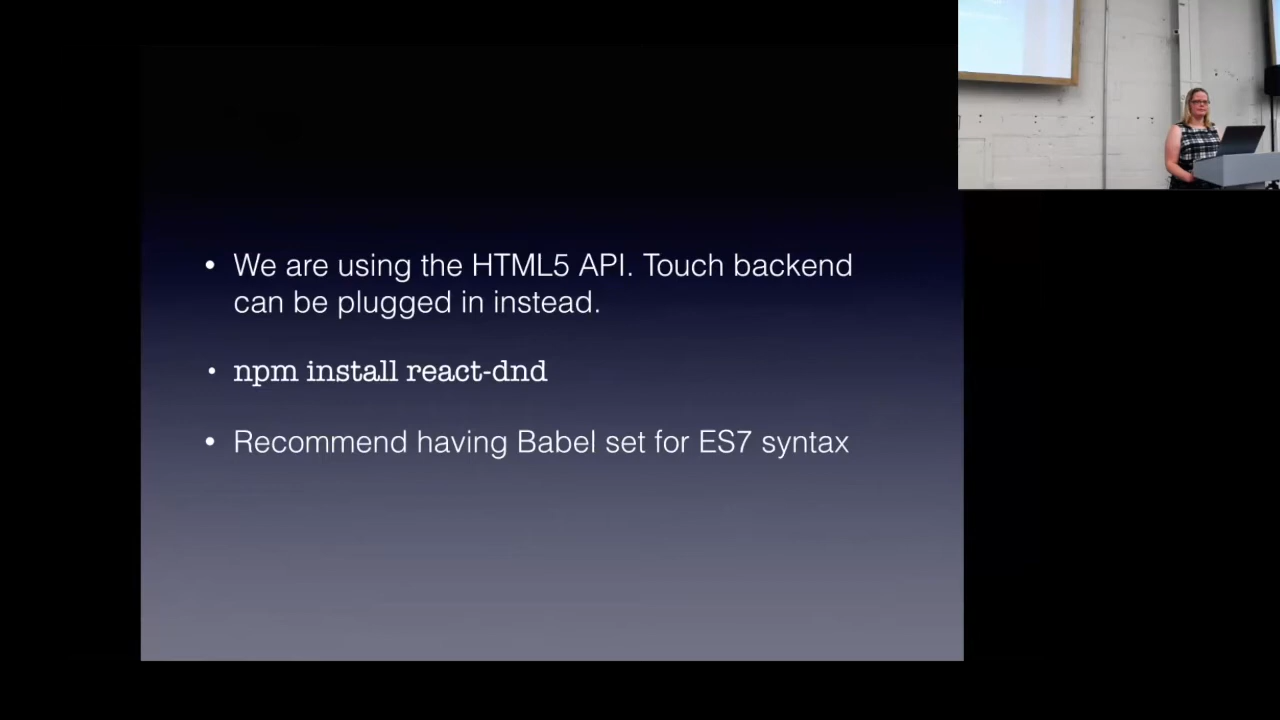 • We are using the HTML5 API. Touch backend
can be plugged in instead.
• npm install react-dnd
• Recommend having Babel set for ES7 syntax